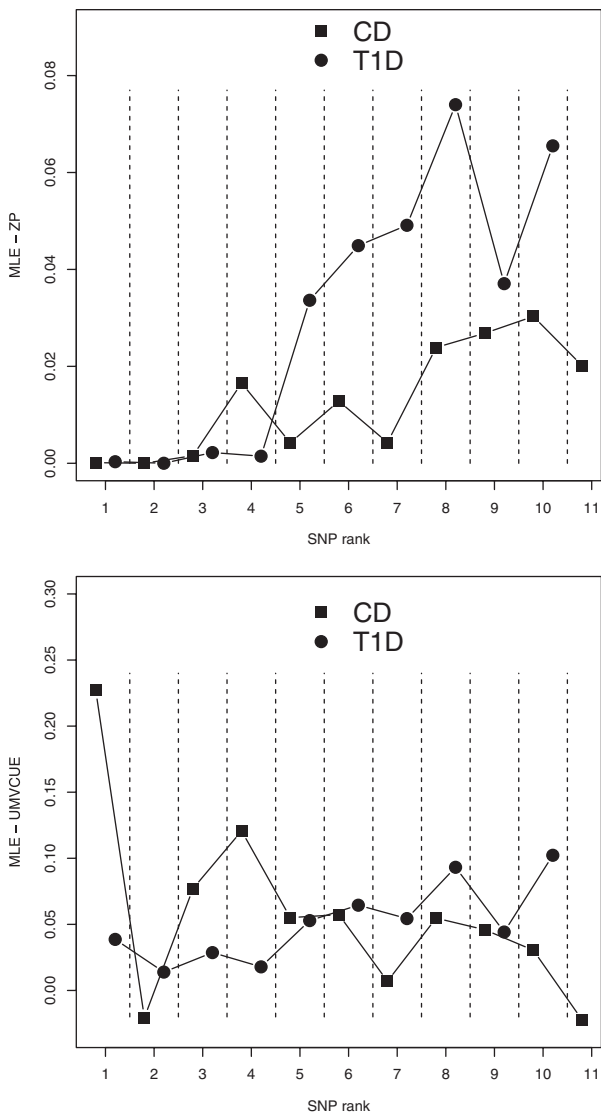 CD
T1D
0.08
0.06
0.04
0.02
0.00
MLE – ZP
1 2 3 4 5 6 7 8 9 10 11
SNP rank
CD
T1D
0.30
0.25
0.20
0.15
0.10
0.05
0.00
MLE – UMVCUE
1 2 3 4 5 6 7 8 9 10 11
SNP rank